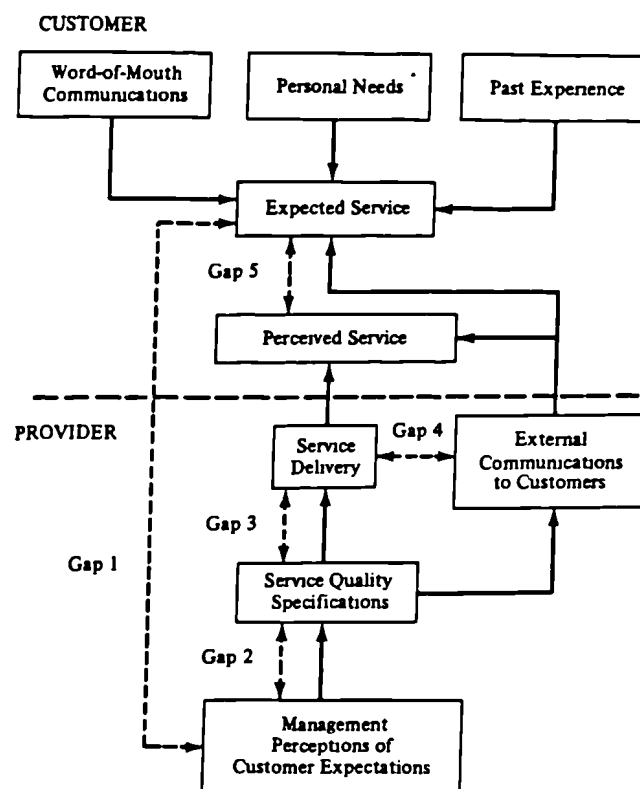 CUSTOMER
Word-of-Mouth
Communications
Personal Needs
Past Experience
Expected Service
Gap 5
Perceived Service
PROVIDER
Service
Delivery
Gap 4
External
Communications
to Customers
Gap 3
Gap 1
Service Quality
Specifications
Gap 2
Management
Perceptions of
Customer Expectations